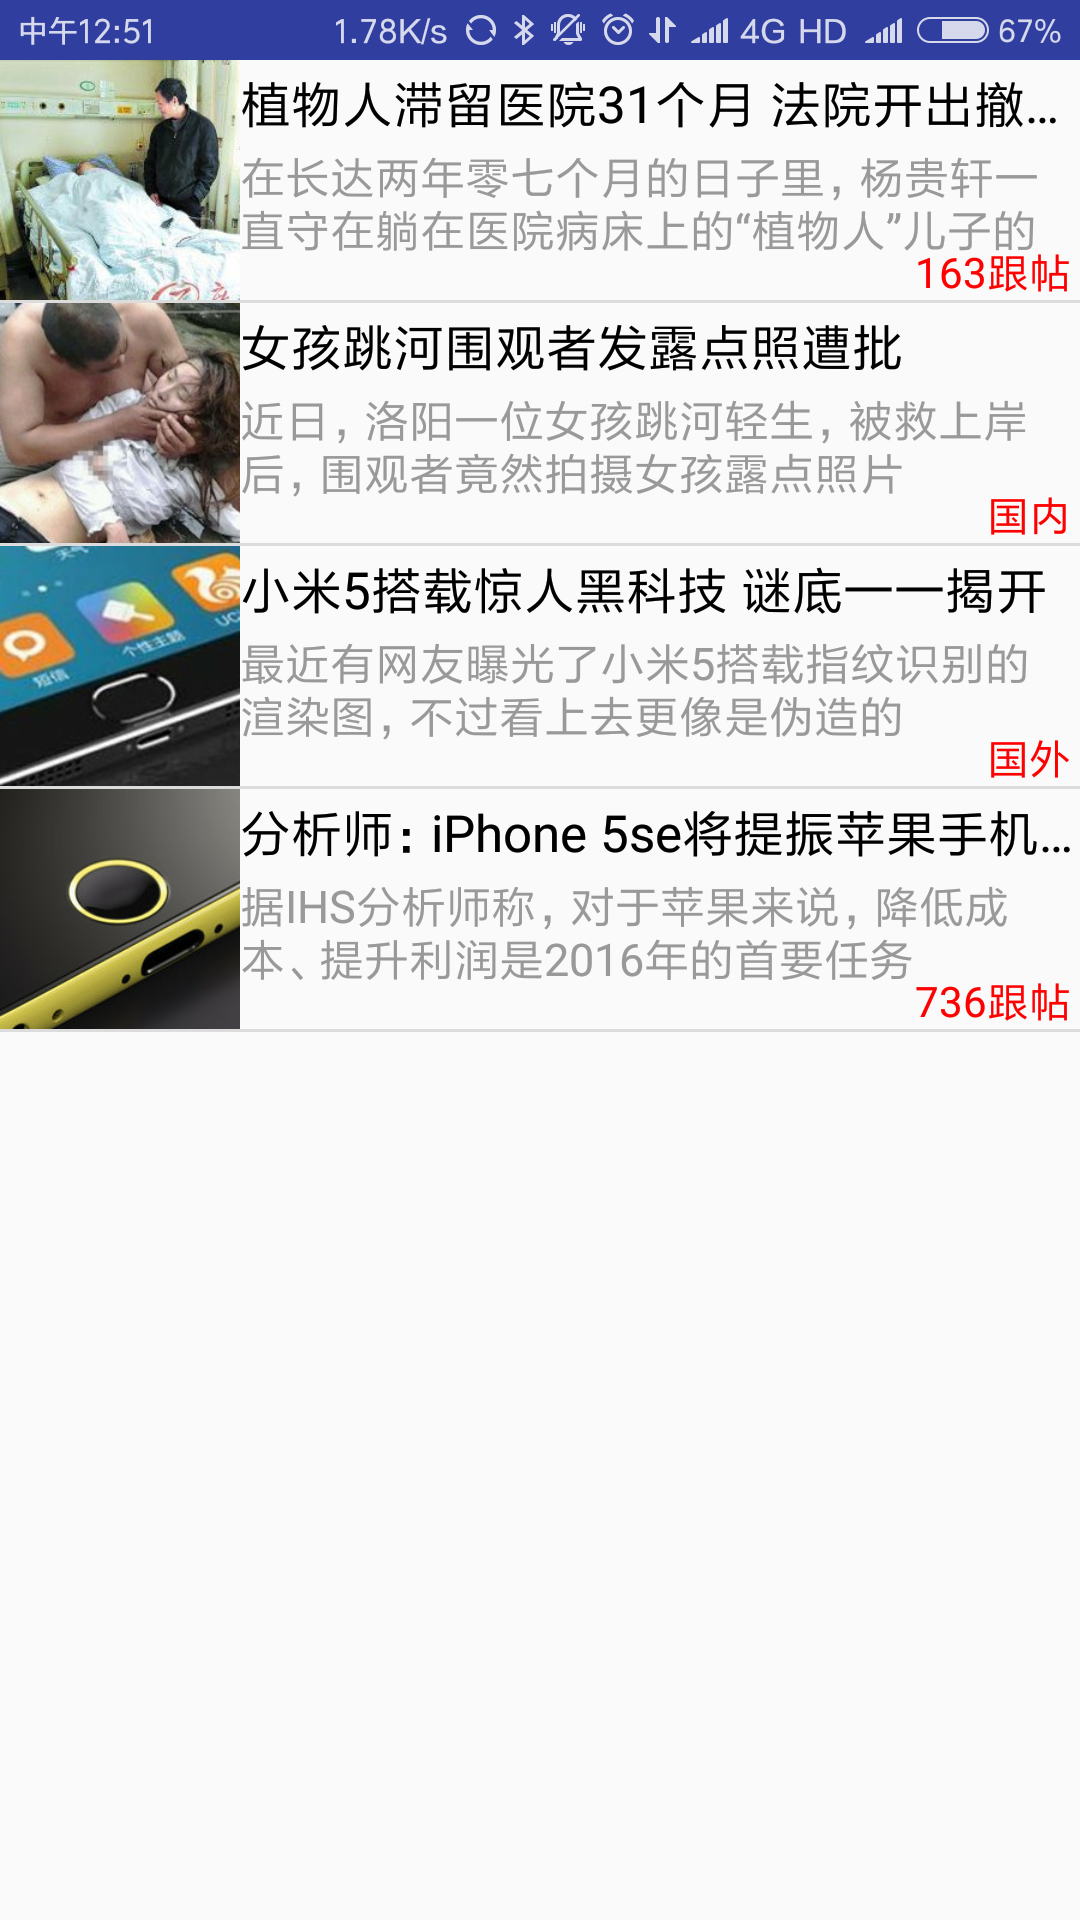 中午12:51
1.78K/s
4G HD
67%
植物人滞留医院31个月 法院开出撤...
在长达两年零七个月的日子里，杨贵轩一
直守在躺在医院病床上的“植物人”儿子的
163跟帖
女孩跳河围观者发露点照遭批
近日，洛阳一位女孩跳河轻生，被救上岸
后，围观者竟然拍摄女孩露点照片
国内
天气
UC
个性主题
短信
小米5搭载惊人黑科技 谜底一一揭开
最近有网友曝光了小米5搭载指纹识别的
渲染图，不过看上去更像是伪造的
国外
分析师：iPhone 5se将提振苹果手机...
据IHS分析师称，对于苹果来说，降低成
本、提升利润是2016年的首要任务
736跟帖